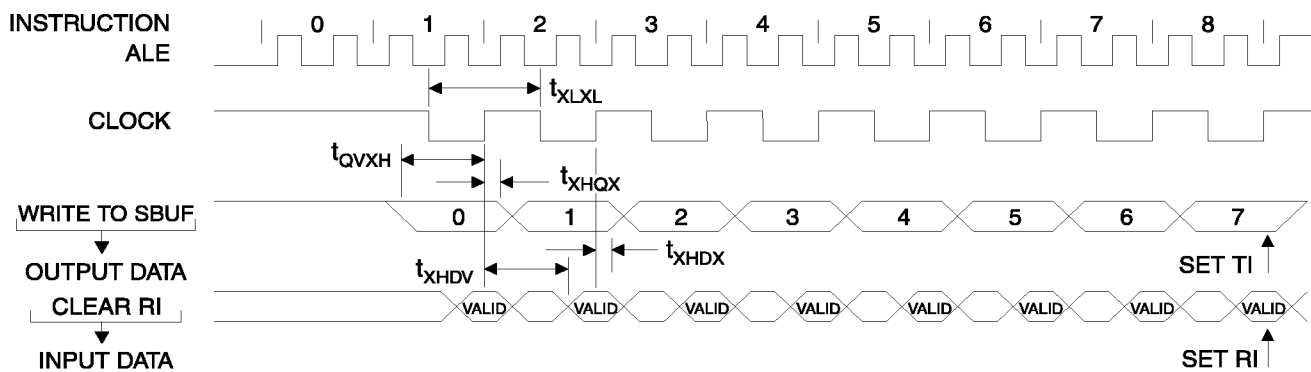 INSTRUCTION 0 1 2 3 4 5 6 7 8
ALE
tXLXL
CLOCK
tQVXH
tXHQX
WRITE TO SBUF 0 1 2 3 4 5 6 7
tXHDX
OUTPUT DATA
tXHDV
SET TI
CLEAR RI VALID VALID VALID VALID VALID VALID VALID VALID
INPUT DATA
SET RI